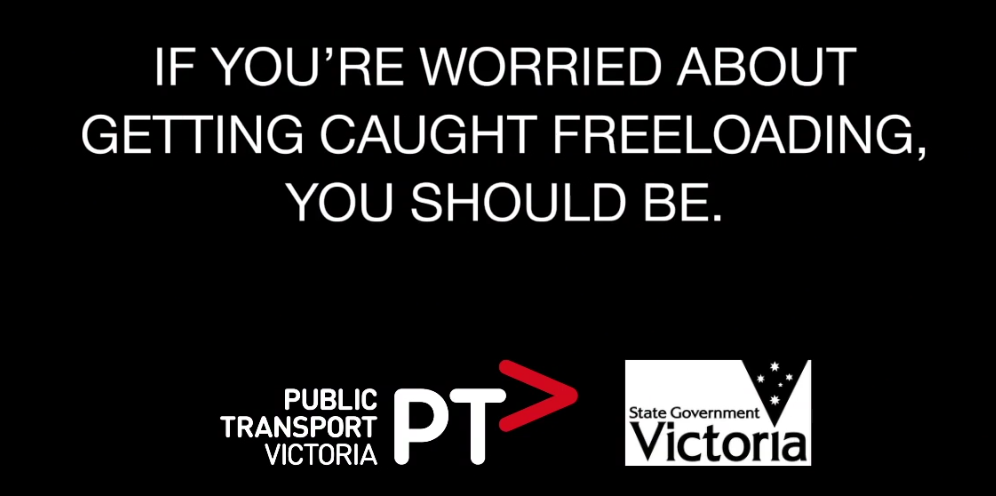 IF YOU'RE WORRIED ABOUT
GETTING CAUGHT FREELOADING,
YOU SHOULD BE.
PUBLIC
TRANSPORT
VICTORIA
PT
State Government
Victoria